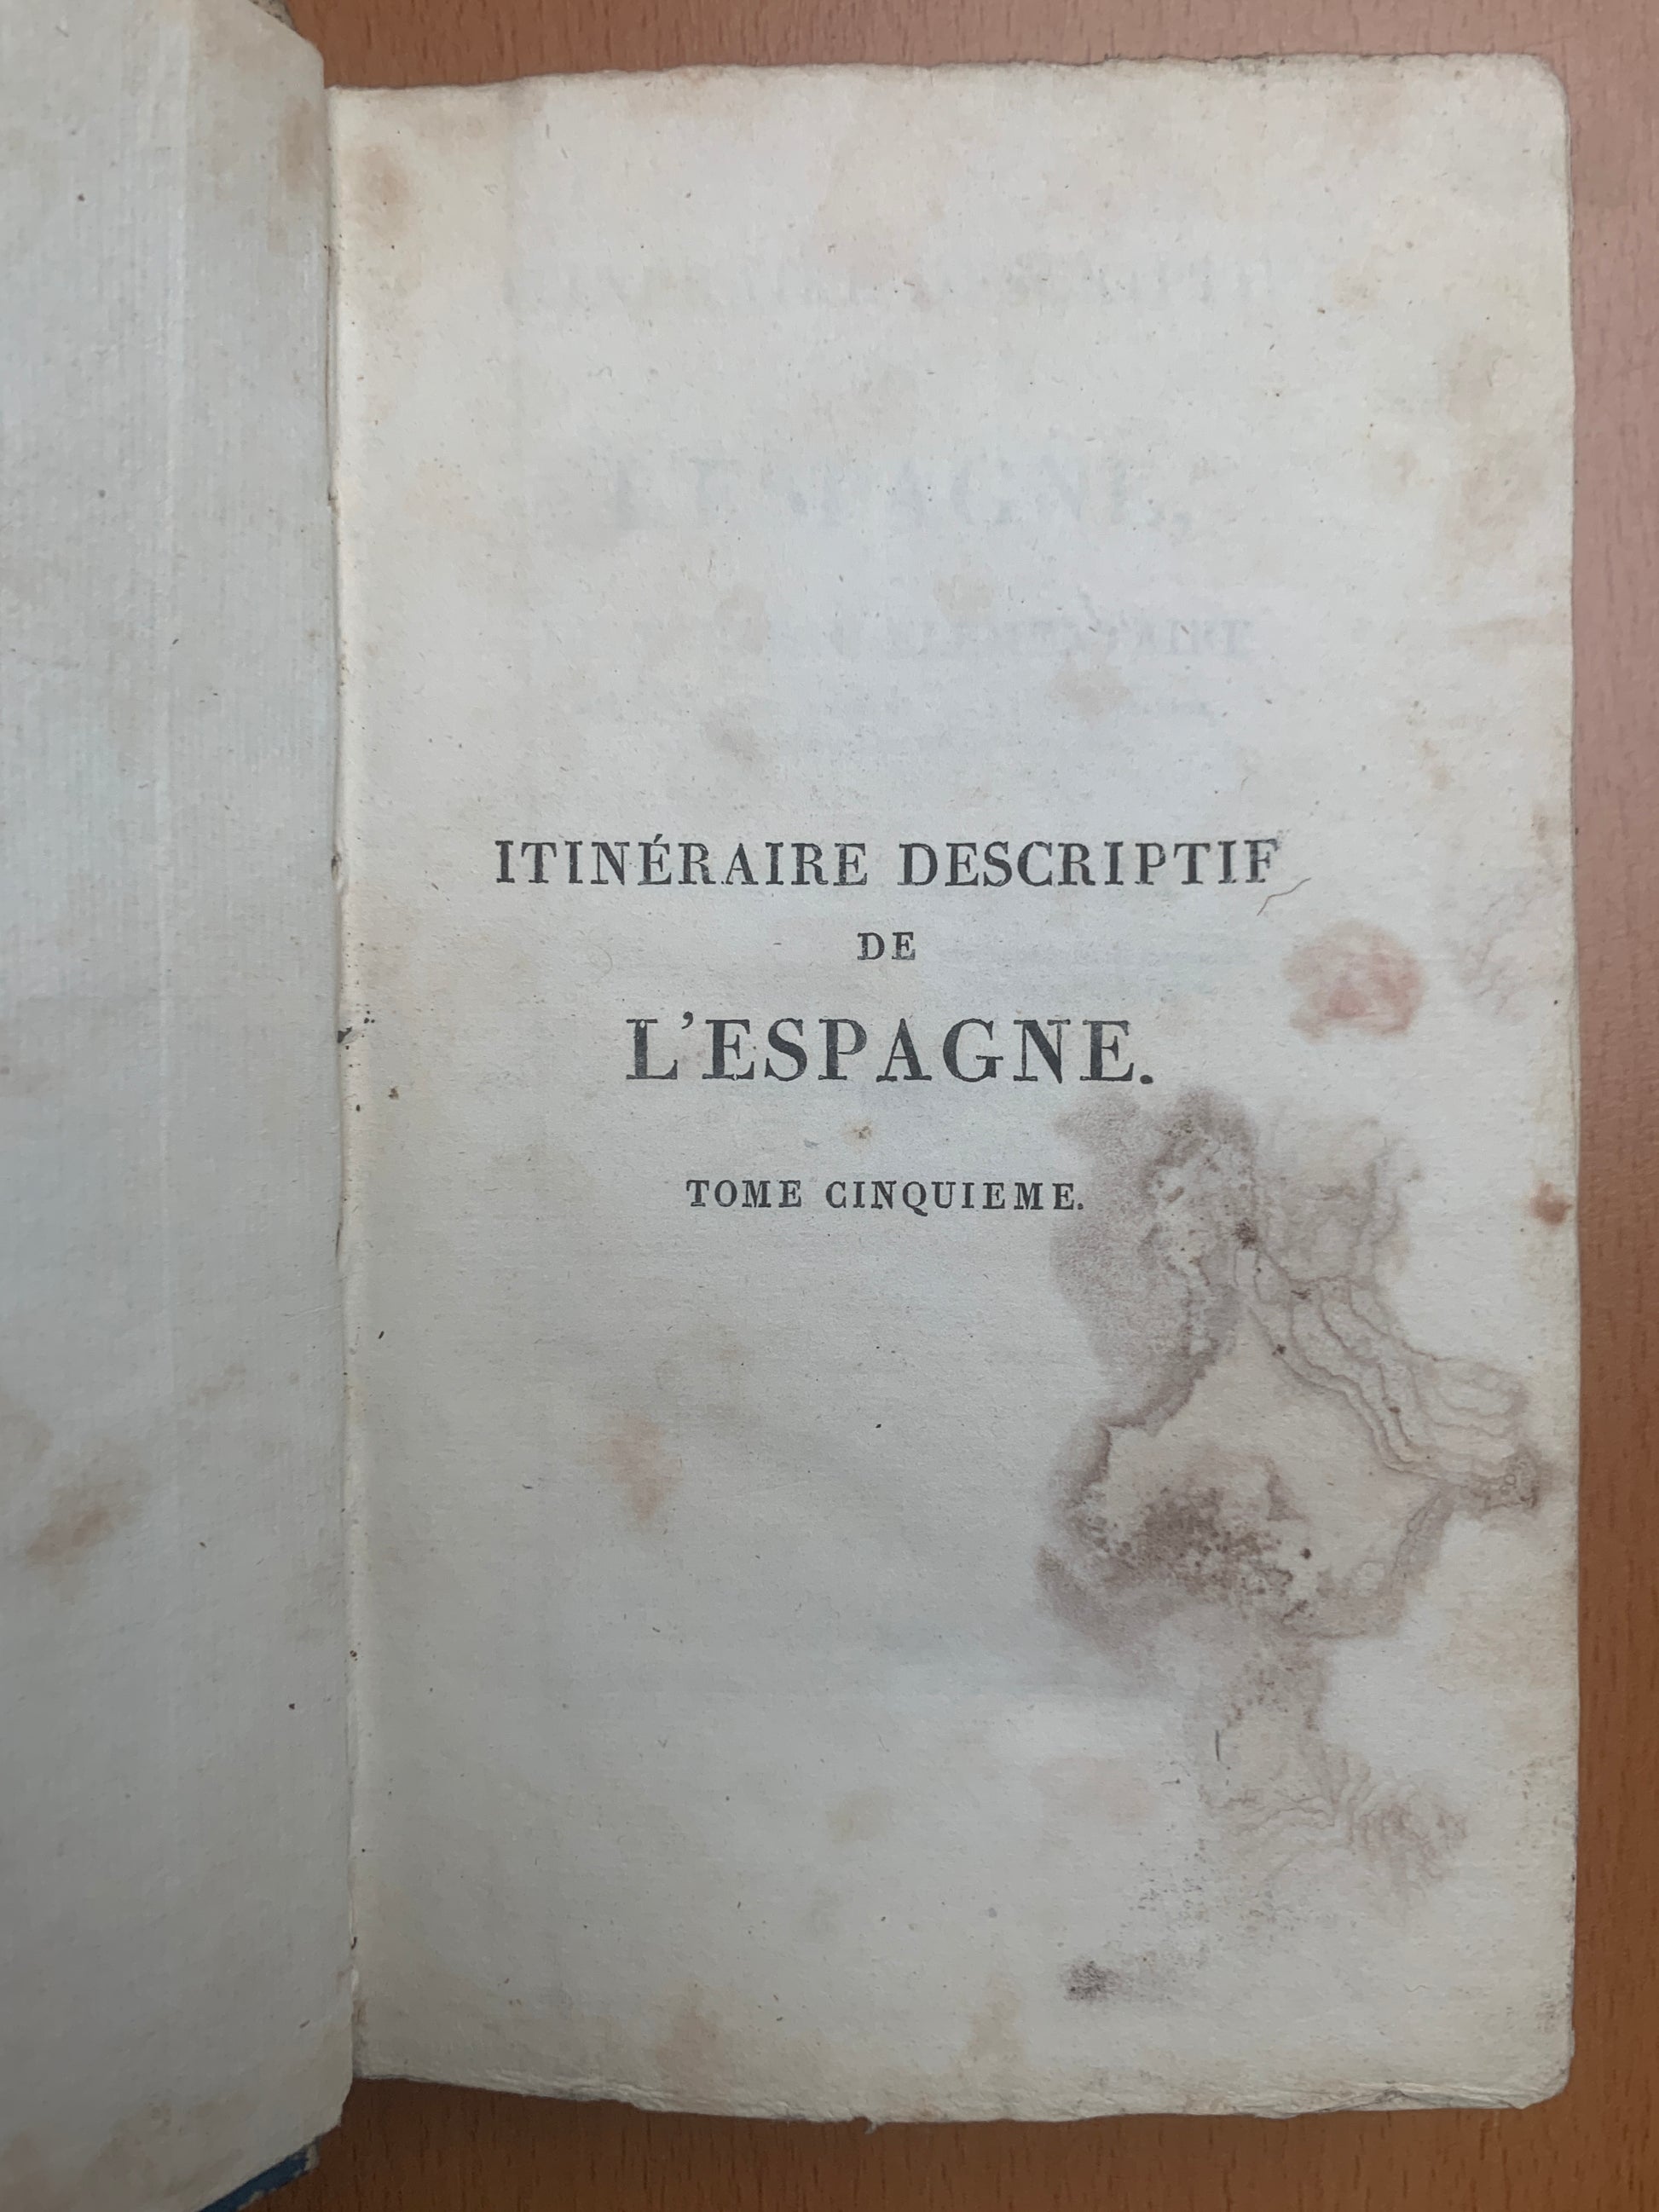 ITINÉRAIRE DESCRIPTIF
DE
L'ESPAGNE.
TOME CINQUIEME.